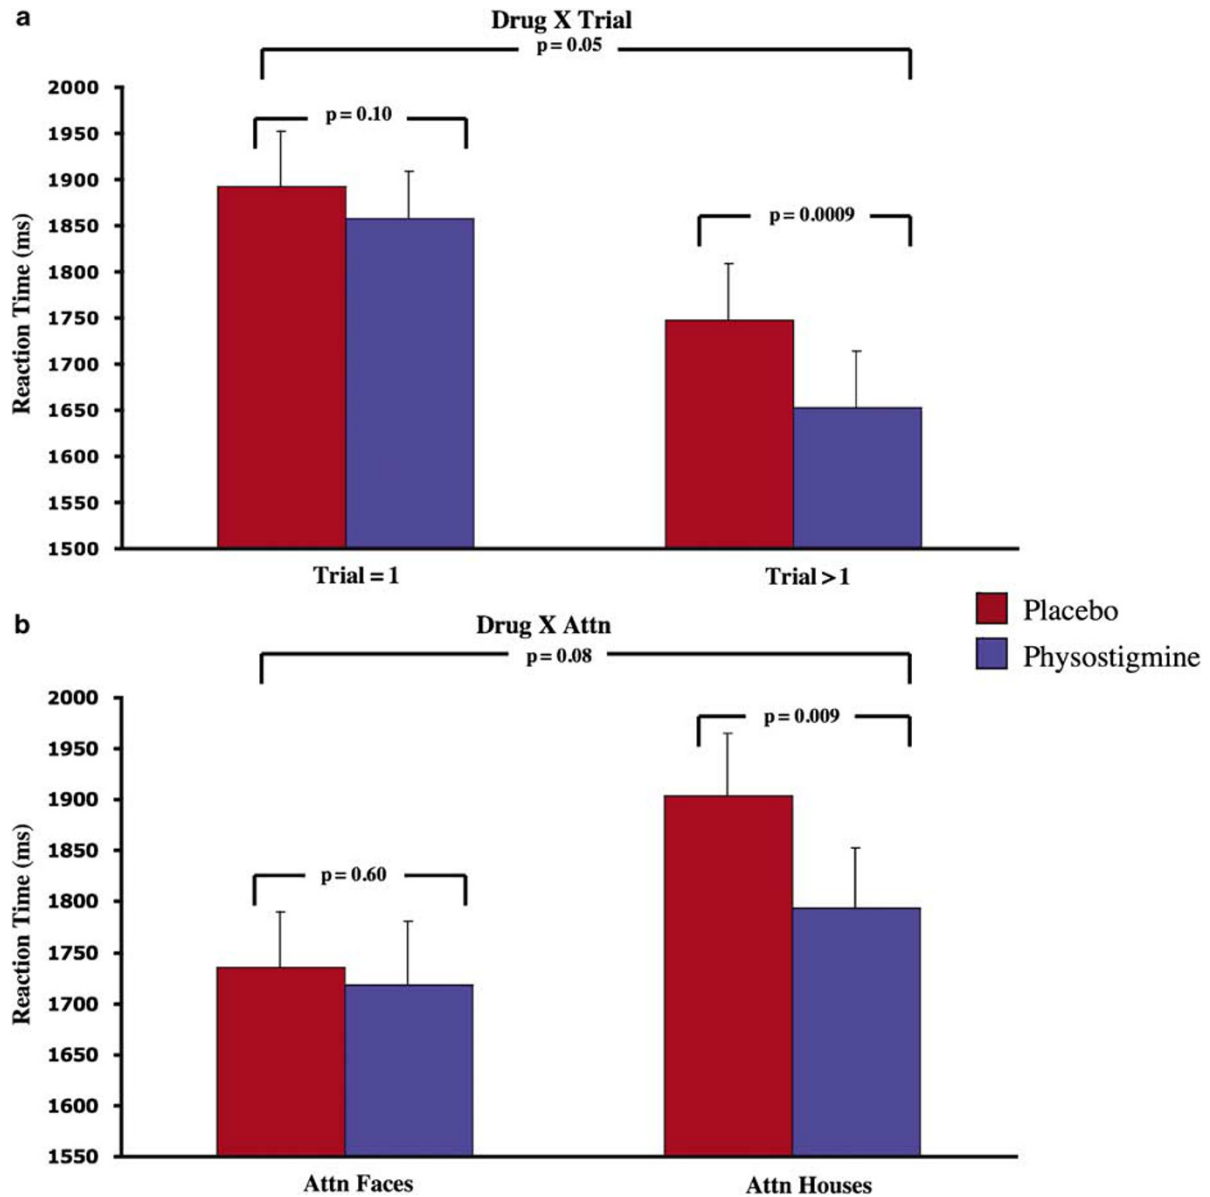 a
Drug X Trial
p = 0.05
2000
1950
1900
1850
1800
1750
1700
1650
1600
1550
1500
Reaction Time (ms)
p = 0.10
p = 0.0009
Trial = 1
Trial > 1
Placebo
Physostigmine
b
Drug X Attn
p = 0.08
2000
1950
1900
1850
1800
1750
1700
1650
1600
1550
Reaction Time (ms)
p = 0.60
p = 0.009
Attn Faces
Attn Houses